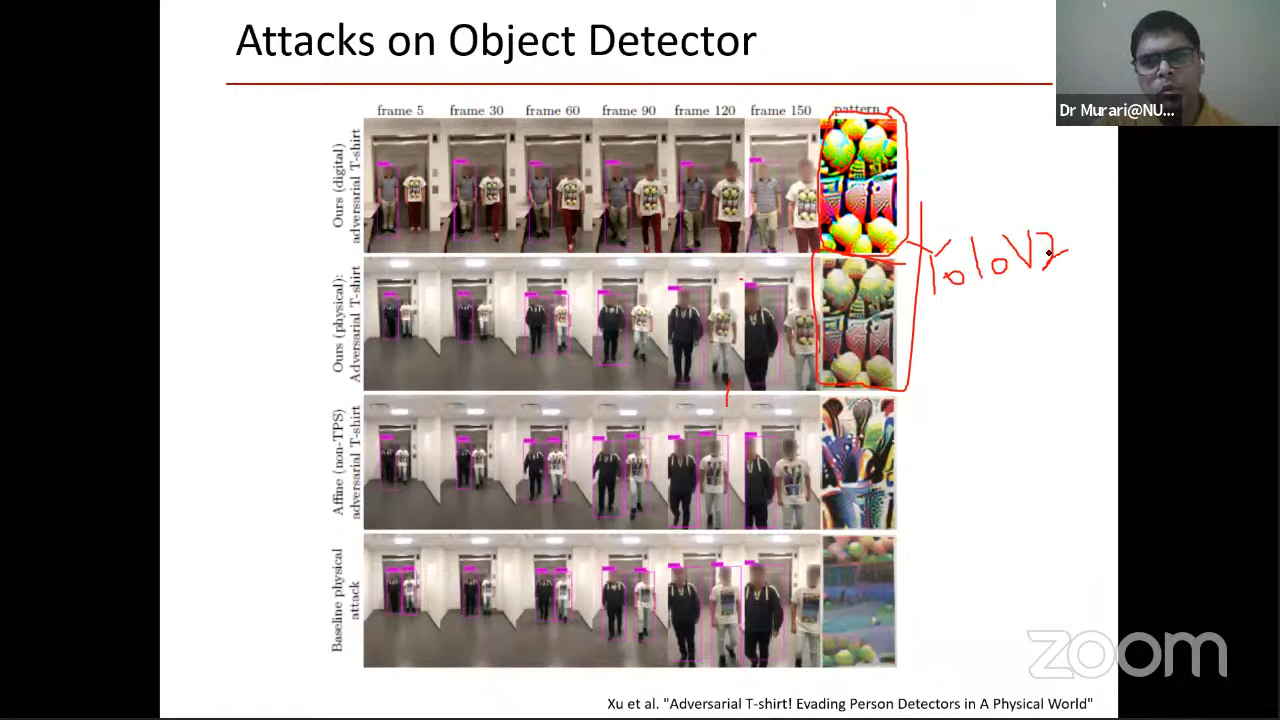 Attacks on Object Detector
Dr Murari@NU...
frame 5 frame 30 frame 60 frame 90 frame 120 frame 150 pattern
Ours (digital)
adversarial T-shirt
Ours (physical):
Adversarial T-shirt
YoloV2
Affine (non-TPS)
adversarial T-shirt
Baseline physical
attack
zoom
Xu et al. "Adversarial T-shirt! Evading Person Detectors in A Physical World"